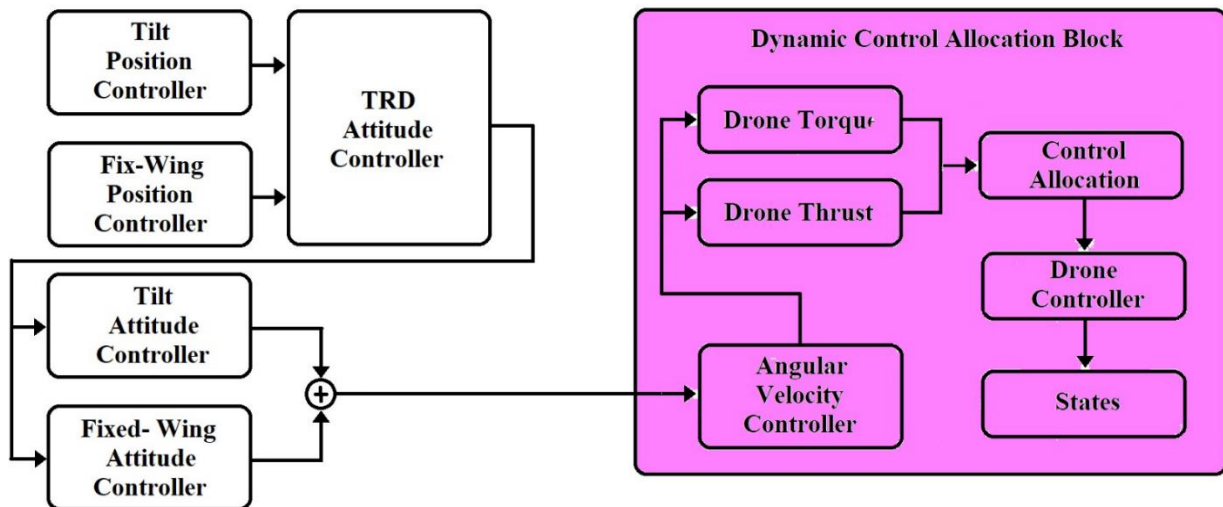 Tilt
Position
Controller
Fix-Wing
Position
Controller
TRD
Attitude
Controller
Tilt
Attitude
Controller
Fixed- Wing
Attitude
Controller
+
Dynamic Control Allocation Block
Drone Torque
Drone Thrust
Angular
Velocity
Controller
Control
Allocation
Drone
Controller
States